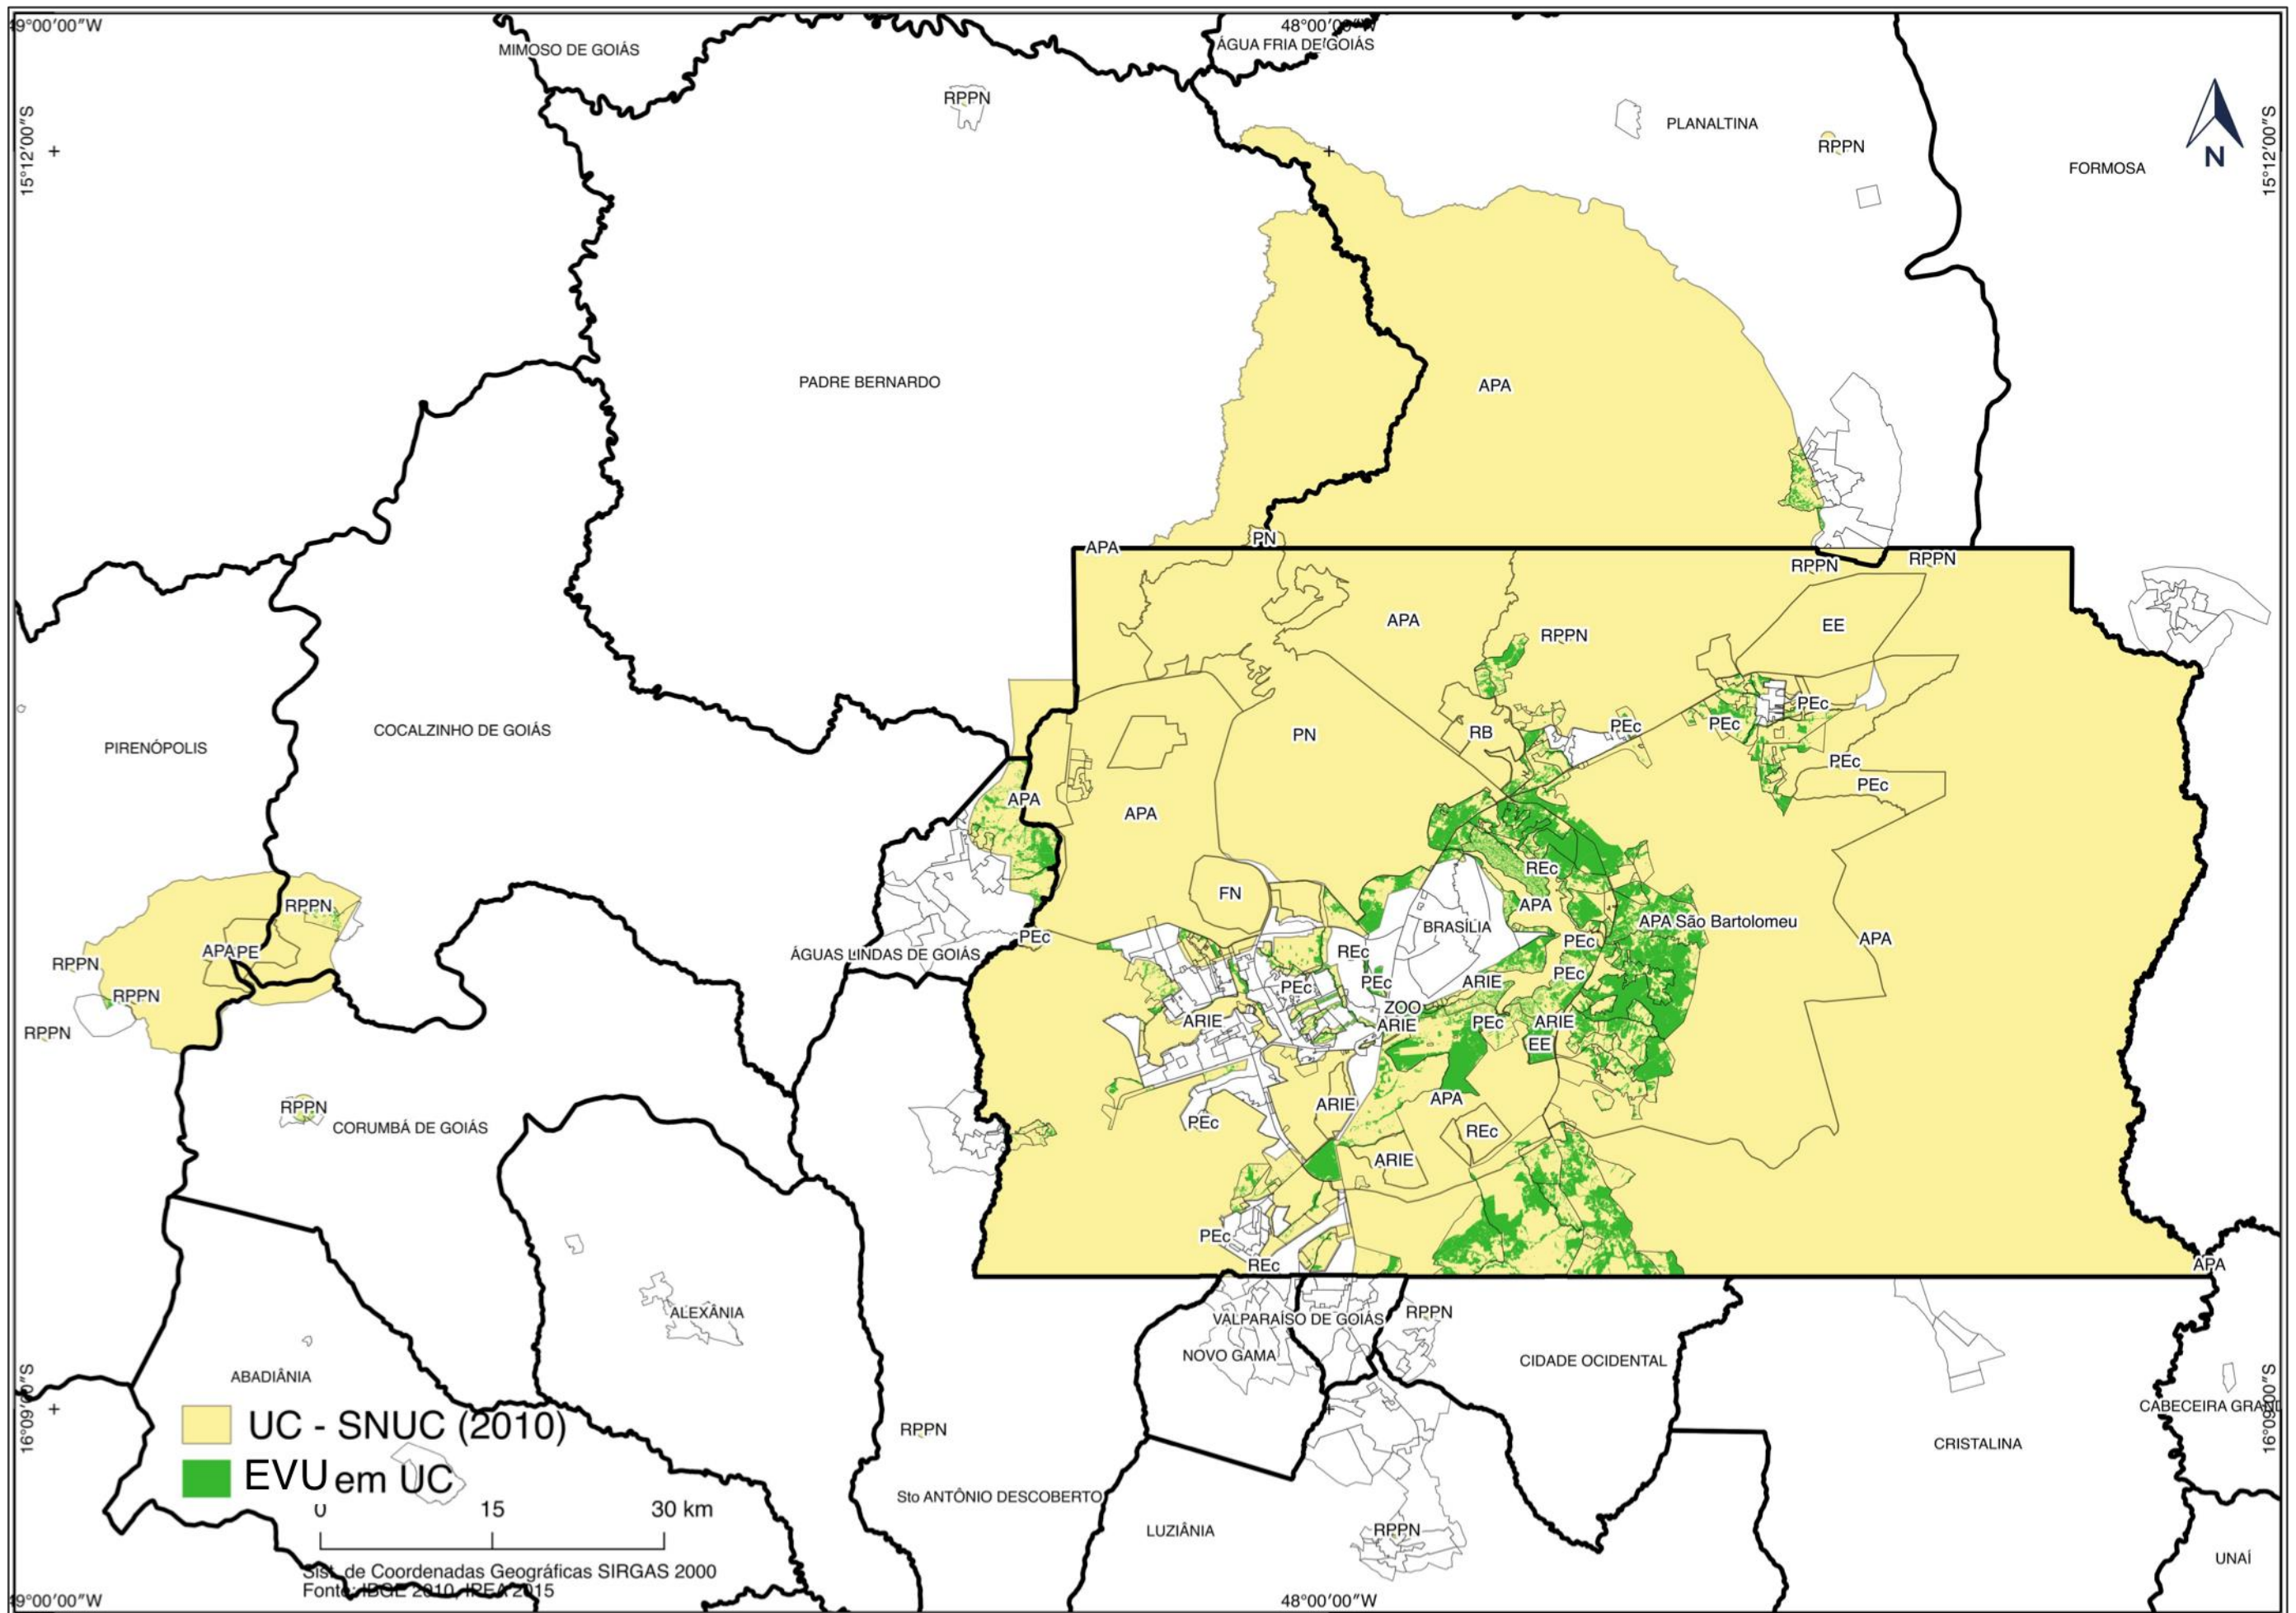 49°00'00"W
48°00'00"W
MIMOSO DE GOIÁS
ÁGUA FRIA DE GOIÁS
RPPN
PLANALTINA
RPPN
15°12'00"S
15°12'00"S
N
FORMOSA
PADRE BERNARDO
APA
APA
PN
RPPN
RPPN
APA
EE
RPPN
PIRENÓPOLIS
COCALZINHO DE GOIÁS
PN
RB
PEc
PEc
PEc
PEc
PEc
APA
APA
REc
FN
RPPN
APA
BRASÍLIA
APA São Bartolomeu
APA
PEc
PEc
APAPE
ÁGUAS LINDAS DE GOIÁS
REc
RPPN
PEc
ARIE
PEc
PEc
RPPN
ZOO
RPPN
ARIE
ARIE
PEc
ARIE
EE
RPPN
CORUMBÁ DE GOIÁS
PEc
ARIE
APA
REc
ARIE
PEc
REc
APA
ALEXÂNIA
VALPARAÍSO DE GOIÁS
RPPN
NOVO GAMA
CIDADE OCIDENTAL
ABADIÂNIA
16°09'00"S
16°09'00"S
CABECEIRA GRAND
UC - SNUC (2010)
RPPN
CRISTALINA
EVU em UC
Sto ANTÔNIO DESCOBERTO
0 15 30 km
LUZIÂNIA
RPPN
UNAÍ
Sist. de Coordenadas Geográficas SIRGAS 2000
Fonte: IBGE 2010, IPEA 2015
49°00'00"W
48°00'00"W